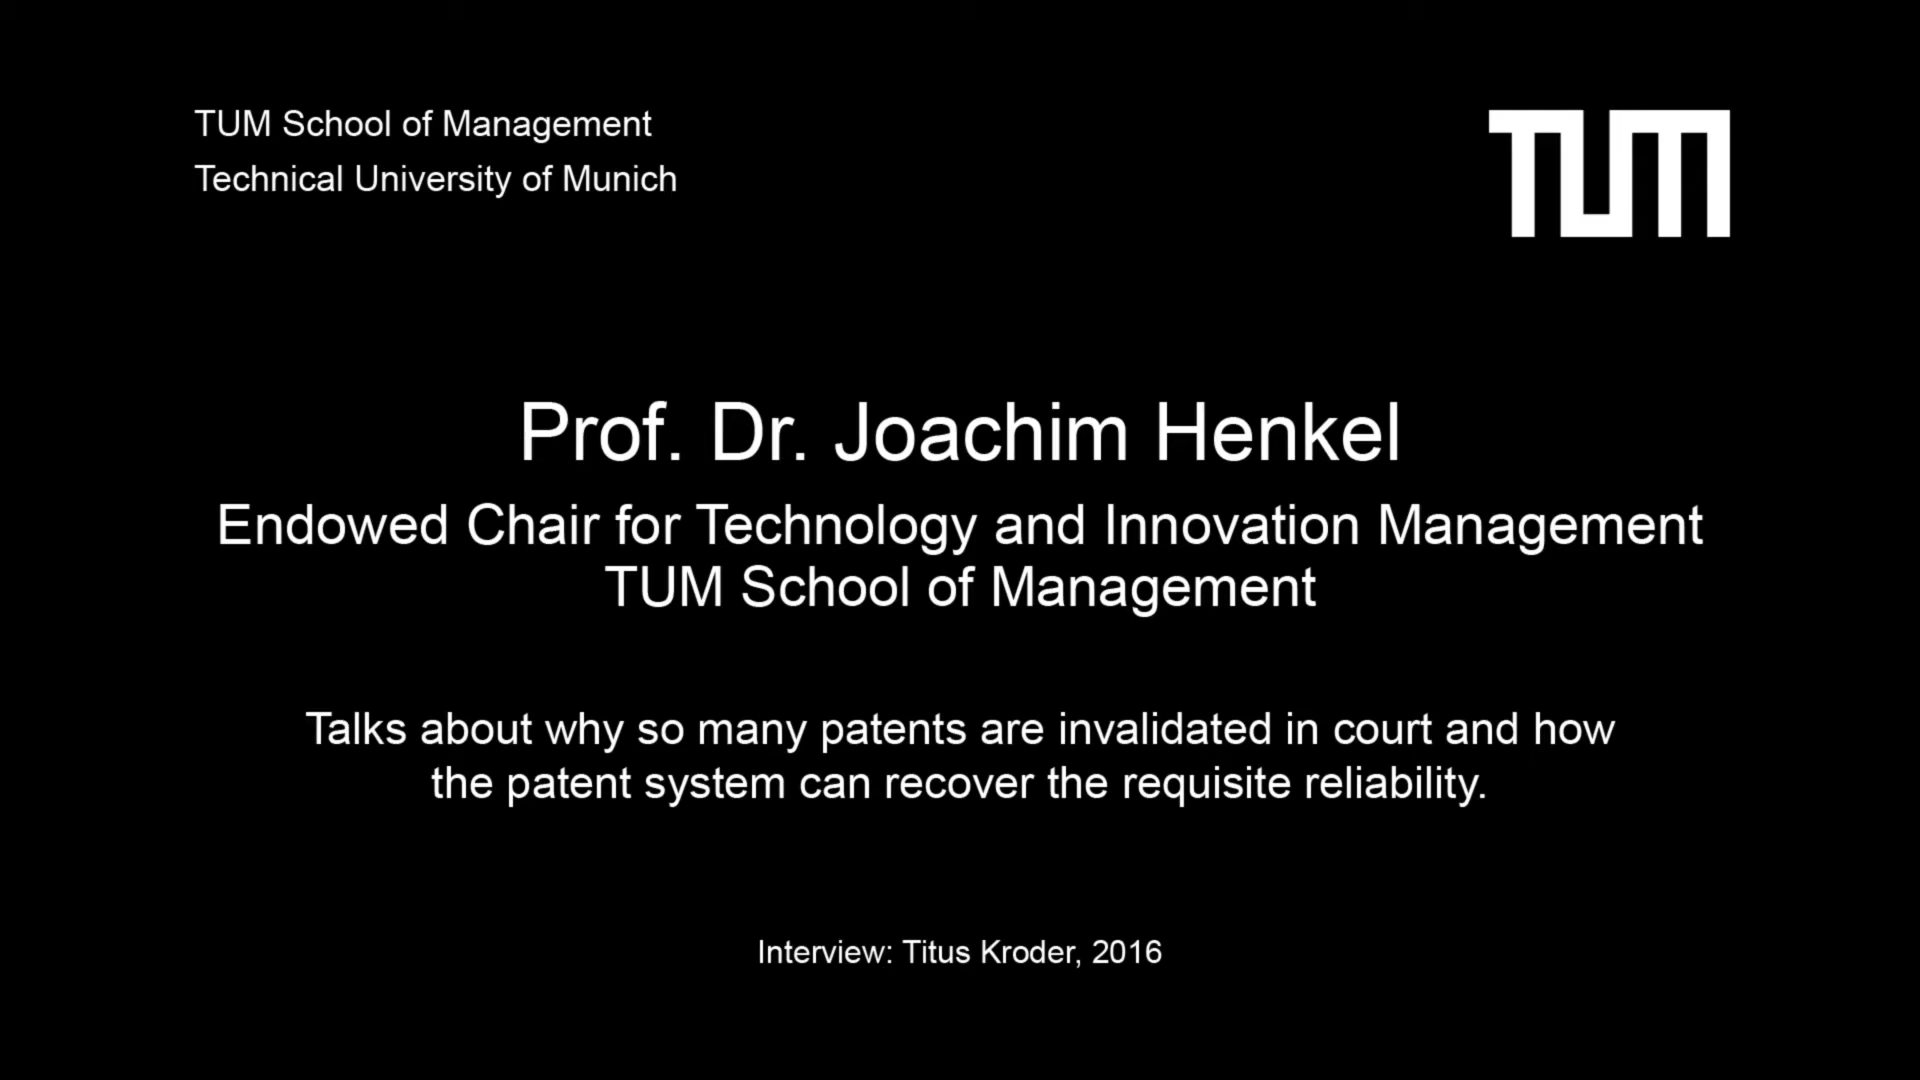 TUM School of Management
Technical University of Munich
TUM
Prof. Dr. Joachim Henkel
Endowed Chair for Technology and Innovation Management
TUM School of Management
Talks about why so many patents are invalidated in court and how
the patent system can recover the requisite reliability.
Interview: Titus Kroder, 2016